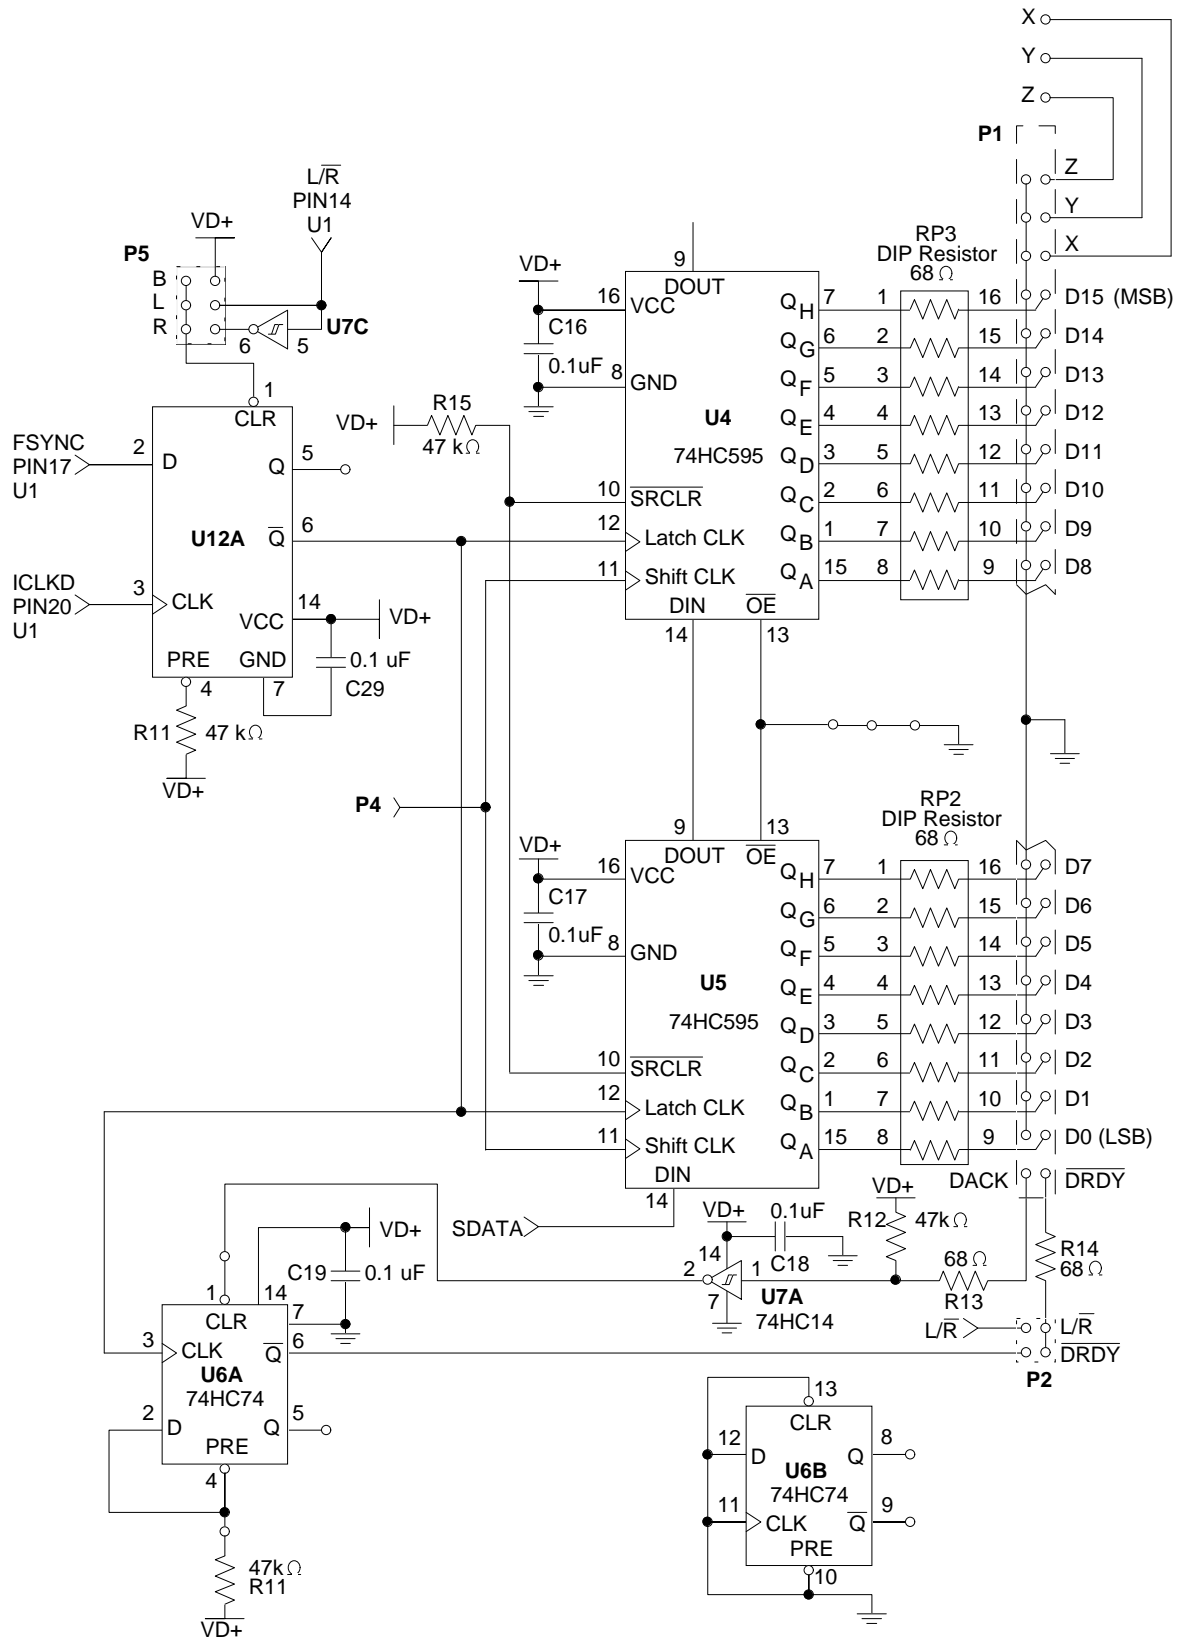 X
Y
Z
P1
Z
Y
X
L/R̅
PIN14
U1
VD+
P5
B
L
R
6
5
U7C
1
CLR
FSYNC
PIN17
U1
2
D
Q
5
U12A
Q̅
6
ICLKD
PIN20
U1
3
CLK
14
VCC
VD+
PRE
GND
4
7
0.1 uF
C29
R11
47 kΩ
VD+
VD+
R15
47 kΩ
VD+
C16
0.1uF
9
DOUT
16
VCC
8
GND
U4
74HC595
10
S̅R̅C̅L̅R̅
12
Latch CLK
11
Shift CLK
DIN
O̅E̅
14
13
RP3
DIP Resistor
68 Ω
QH 7 1 16 D15 (MSB)
QG 6 2 15 D14
QF 5 3 14 D13
QE 4 4 13 D12
QD 3 5 12 D11
QC 2 6 11 D10
QB 1 7 10 D9
QA 15 8 9 D8
P4
VD+
C17
0.1uF
9
13
DOUT
O̅E̅
16
VCC
8
GND
U5
74HC595
10
S̅R̅C̅L̅R̅
12
Latch CLK
11
Shift CLK
DIN
14
SDATA
RP2
DIP Resistor
68 Ω
QH 7 1 16 D7
QG 6 2 15 D6
QF 5 3 14 D5
QE 4 4 13 D4
QD 3 5 12 D3
QC 2 6 11 D2
QB 1 7 10 D1
QA 15 8 9 D0 (LSB)
DACK
D̅R̅D̅Y̅
VD+
R12
47kΩ
VD+
0.1uF
C18
14
2
1
7
U7A
74HC14
68 Ω
R13
R14
68 Ω
L/R̅
L/R̅
D̅R̅D̅Y̅
P2
VD+
C19
0.1 uF
1
14
CLR
7
3
CLK
Q̅
6
U6A
74HC74
2
D
Q
5
PRE
4
47kΩ
R11
VD+
13
CLR
12
D
Q
8
U6B
74HC74
11
CLK
Q̅
9
PRE
10